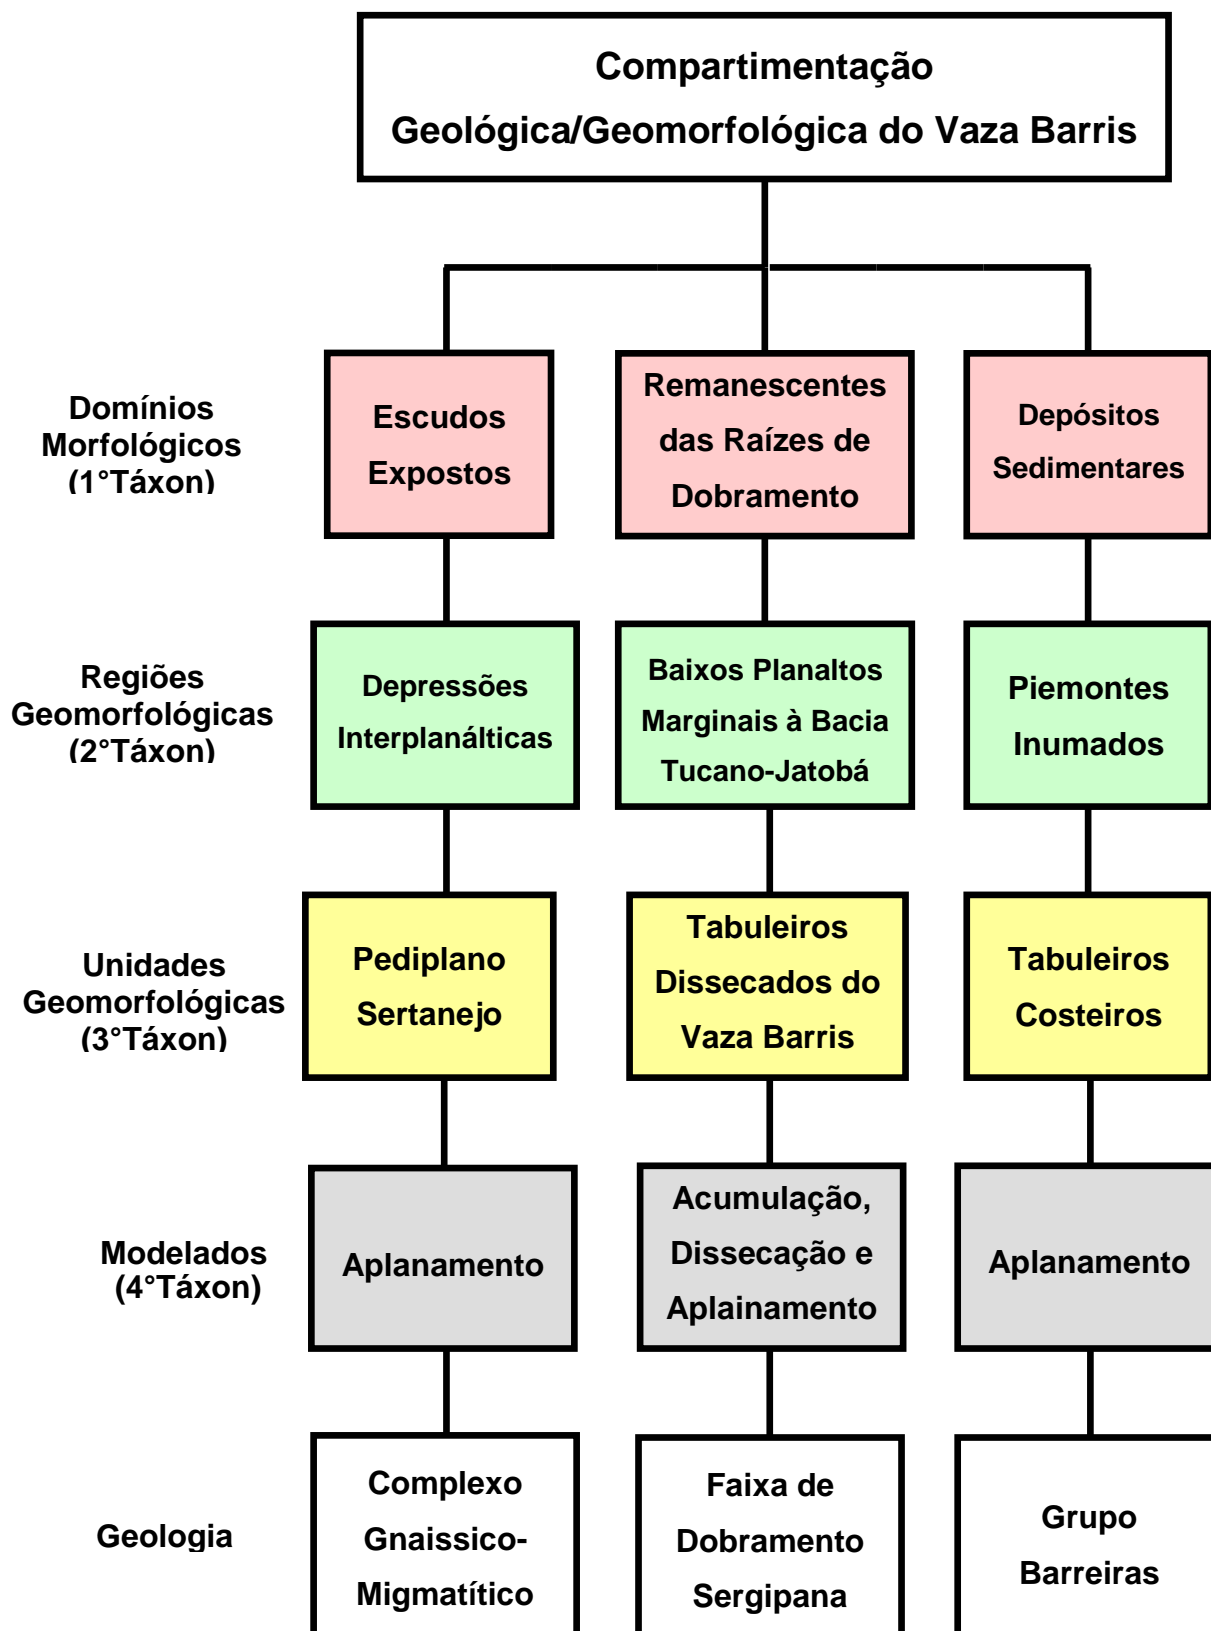 Compartimentação
Geológica/Geomorfológica do Vaza Barris
Domínios
Morfológicos
(1°Táxon)
Escudos
Expostos
Remanescentes
das Raízes de
Dobramento
Depósitos
Sedimentares
Regiões
Geomorfológicas
(2°Táxon)
Depressões
Interplanálticas
Baixos Planaltos
Marginais à Bacia
Tucano-Jatobá
Piemontes
Inumados
Unidades
Geomorfológicas
(3°Táxon)
Pediplano
Sertanejo
Tabuleiros
Dissecados do
Vaza Barris
Tabuleiros
Costeiros
Modelados
(4°Táxon)
Aplanamento
Acumulação,
Dissecação e
Aplainamento
Aplanamento
Geologia
Complexo
Gnaissico-
Migmatítico
Faixa de
Dobramento
Sergipana
Grupo
Barreiras